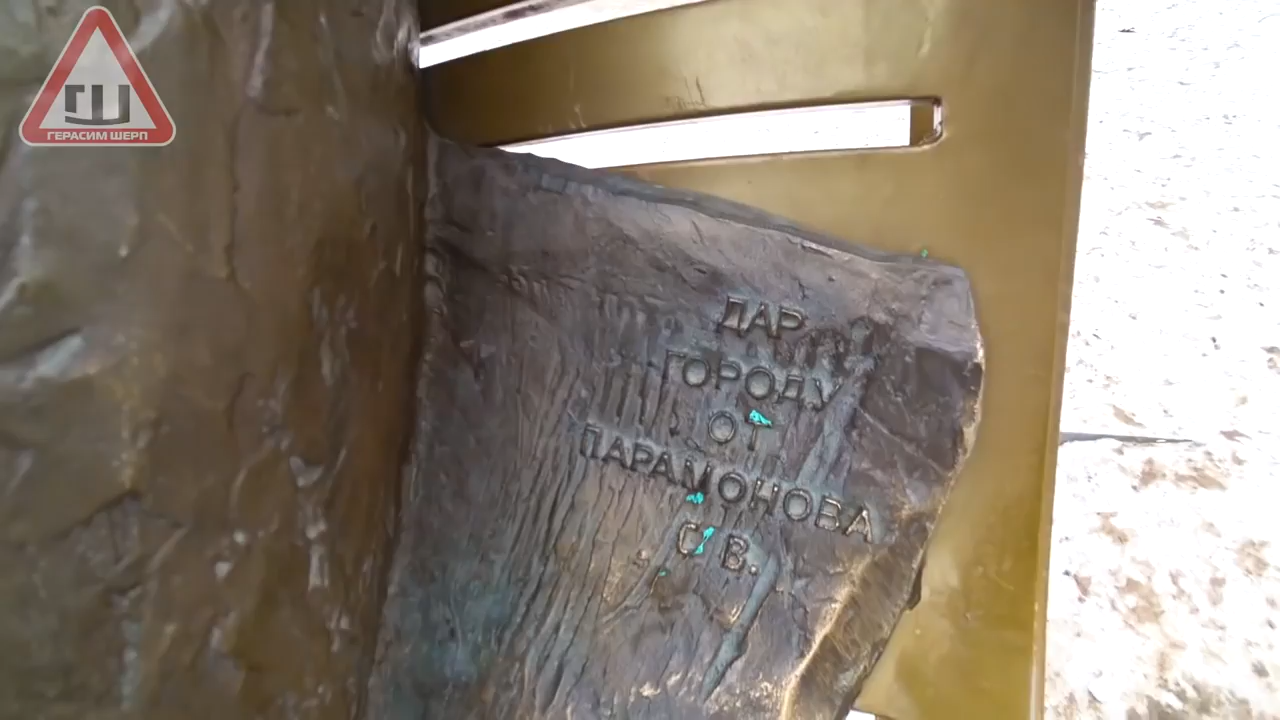 ГШ
ГЕРАСИМ ШЕРП
ДАР
ГОРОДУ
ОТ
ПАРАМОНОВА
С.В.